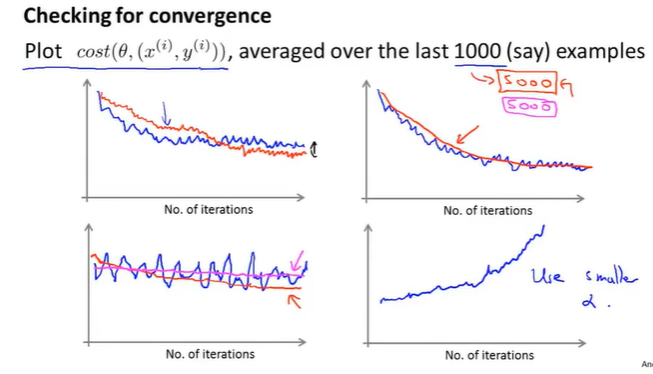 Checking for convergence
Plot cost(θ, (x^{(i)}, y^{(i)})), averaged over the last 1000 (say) examples
5000
5000
No. of iterations
No. of iterations
Use smaller
α.
No. of iterations
No. of iterations